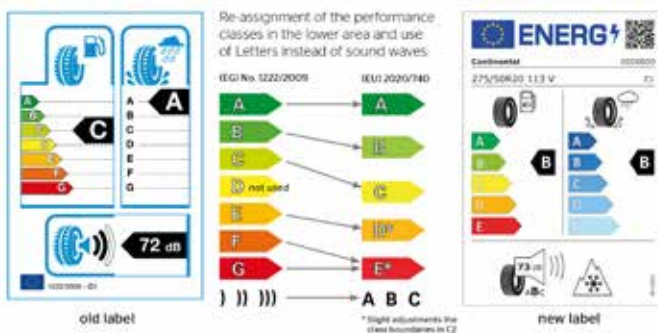 Re-assignment of the performance
classes in the lower area and use
of Letters instead of sound waves
(EG) No. 1222/2009
(EU) 2020/740
A
B
C
D
E
F
G
C
A
B
C
D
E
F
G
A
72 dB
old label
A
B
C
D not used
E
F
G
A
C
D*
E*
A B C
* Slight adjustments the
class boundaries in C2
ENERG
Continental
275/50R20 113 V
A
B
E
B
A
B
C
B
73 dB
ABC
new label